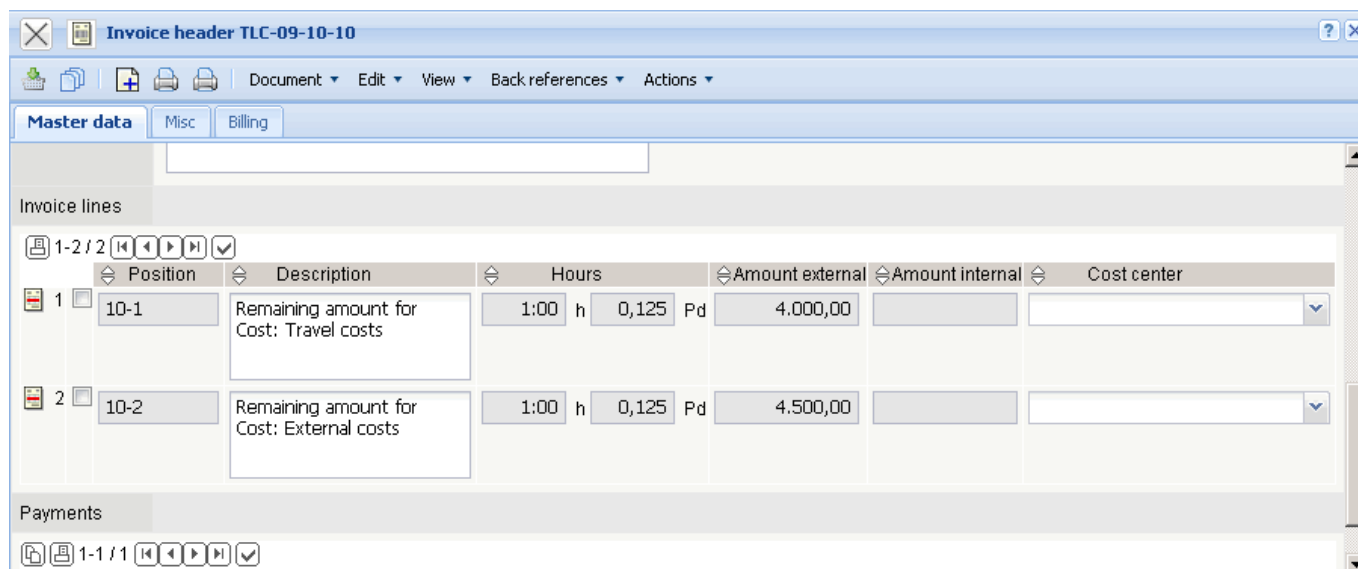 Invoice header TLC-09-10-10
?
Document Edit View Back references Actions
Master data Misc Billing
Invoice lines
1-2 / 2
Position Description Hours Amount external Amount internal Cost center
1 10-1 Remaining amount for 1:00 h 0,125 Pd 4.000,00
Cost: Travel costs
2 10-2 Remaining amount for 1:00 h 0,125 Pd 4.500,00
Cost: External costs
Payments
1-1 / 1